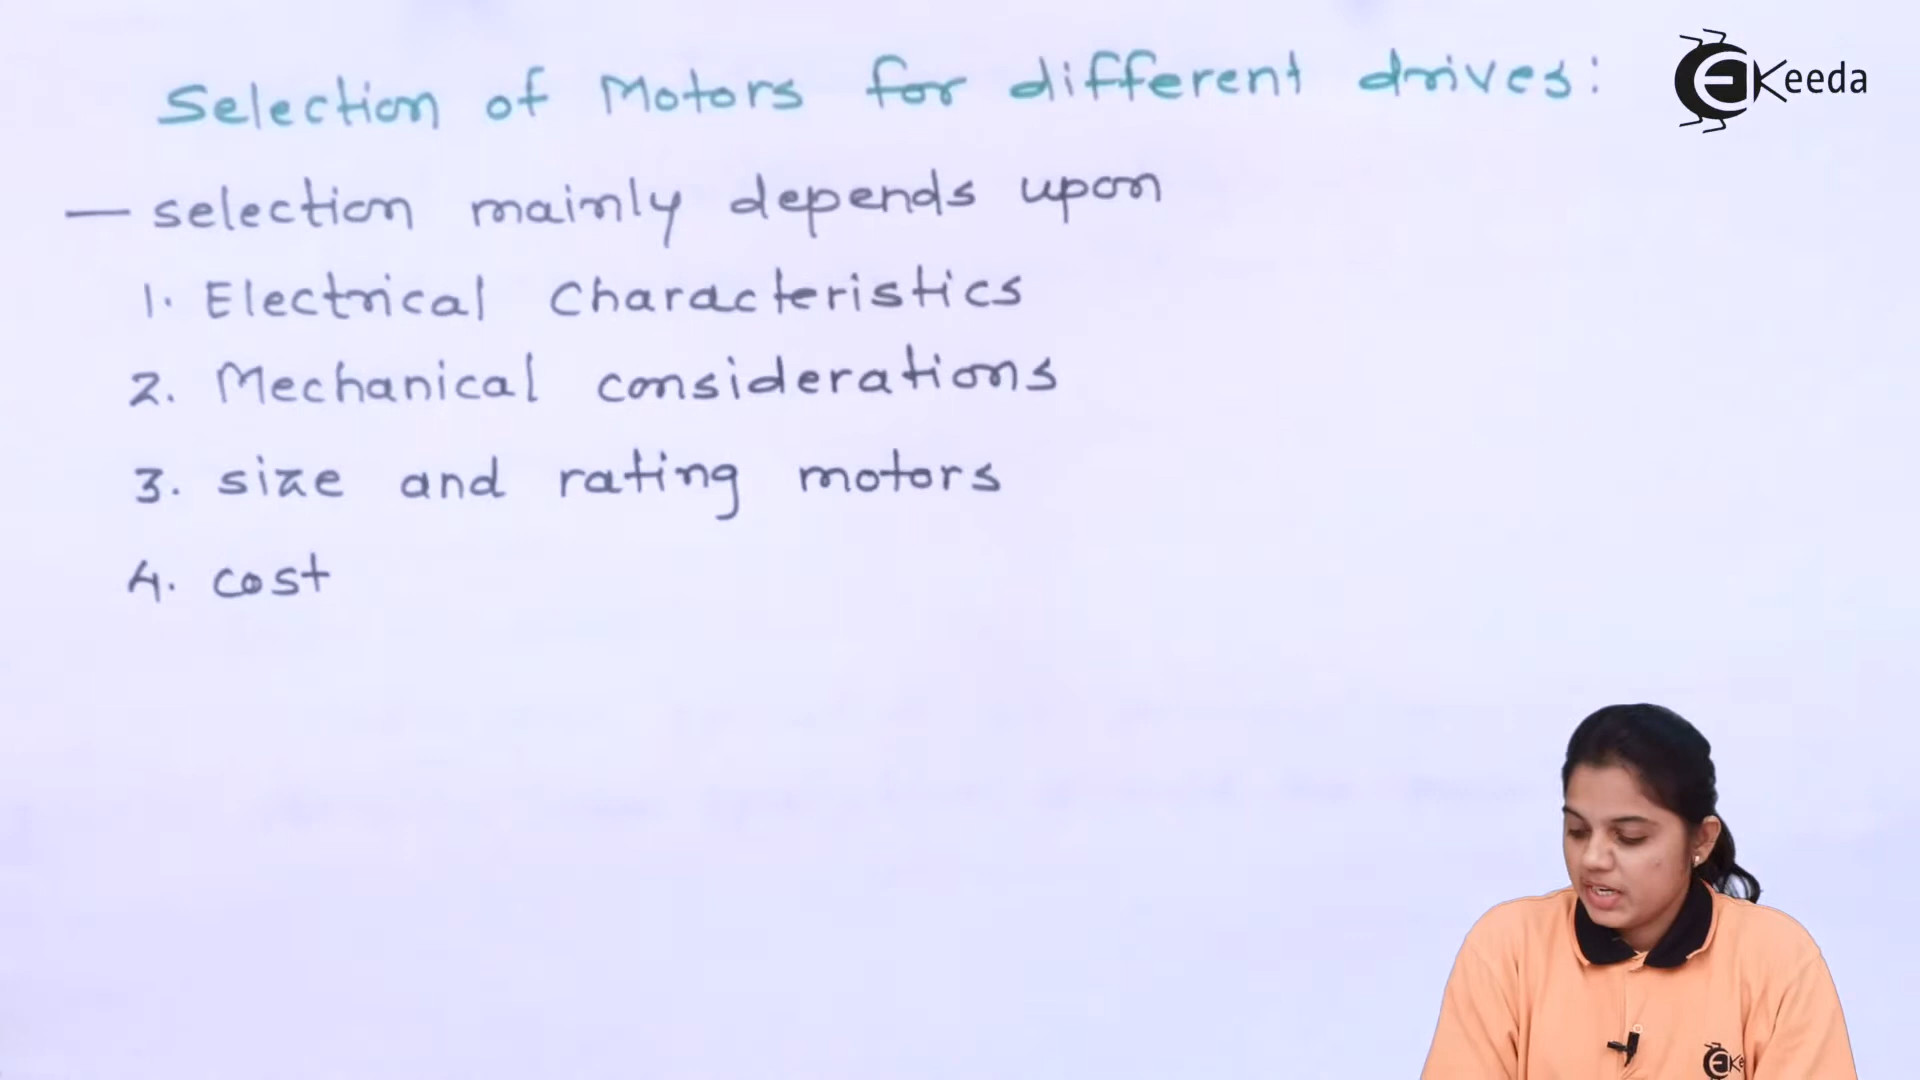 Selection of Motors for different drives:
EKeeda
— selection mainly depends upon
1. Electrical characteristics
2. Mechanical considerations
3. size and rating motors
4. cost